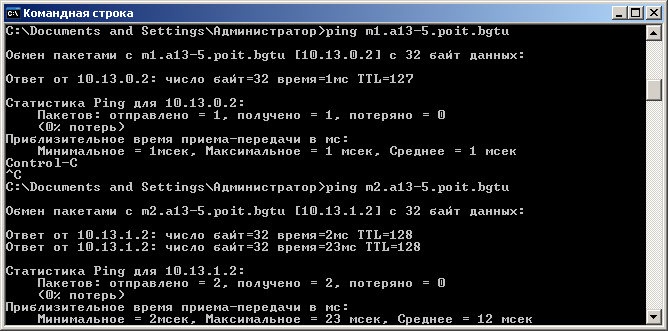 Командная строка
C:\Documents and Settings\Администратор>ping m1.a13-5.poit.bgtu
Обмен пакетами с m1.a13-5.poit.bgtu [10.13.0.2] с 32 байт данных:
Ответ от 10.13.0.2: число байт=32 время=1мс TTL=127
Статистика Ping для 10.13.0.2:
Пакетов: отправлено = 1, получено = 1, потеряно = 0
(0% потерь)
Приблизительное время приема-передачи в мс:
Минимальное = 1мсек, Максимальное = 1 мсек, Среднее = 1 мсек
Control-C
^C
C:\Documents and Settings\Администратор>ping m2.a13-5.poit.bgtu
Обмен пакетами с m2.a13-5.poit.bgtu [10.13.1.2] с 32 байт данных:
Ответ от 10.13.1.2: число байт=32 время=2мс TTL=128
Ответ от 10.13.1.2: число байт=32 время=23мс TTL=128
Статистика Ping для 10.13.1.2:
Пакетов: отправлено = 2, получено = 2, потеряно = 0
(0% потерь)
Приблизительное время приема-передачи в мс:
Минимальное = 2мсек, Максимальное = 23 мсек, Среднее = 12 мсек